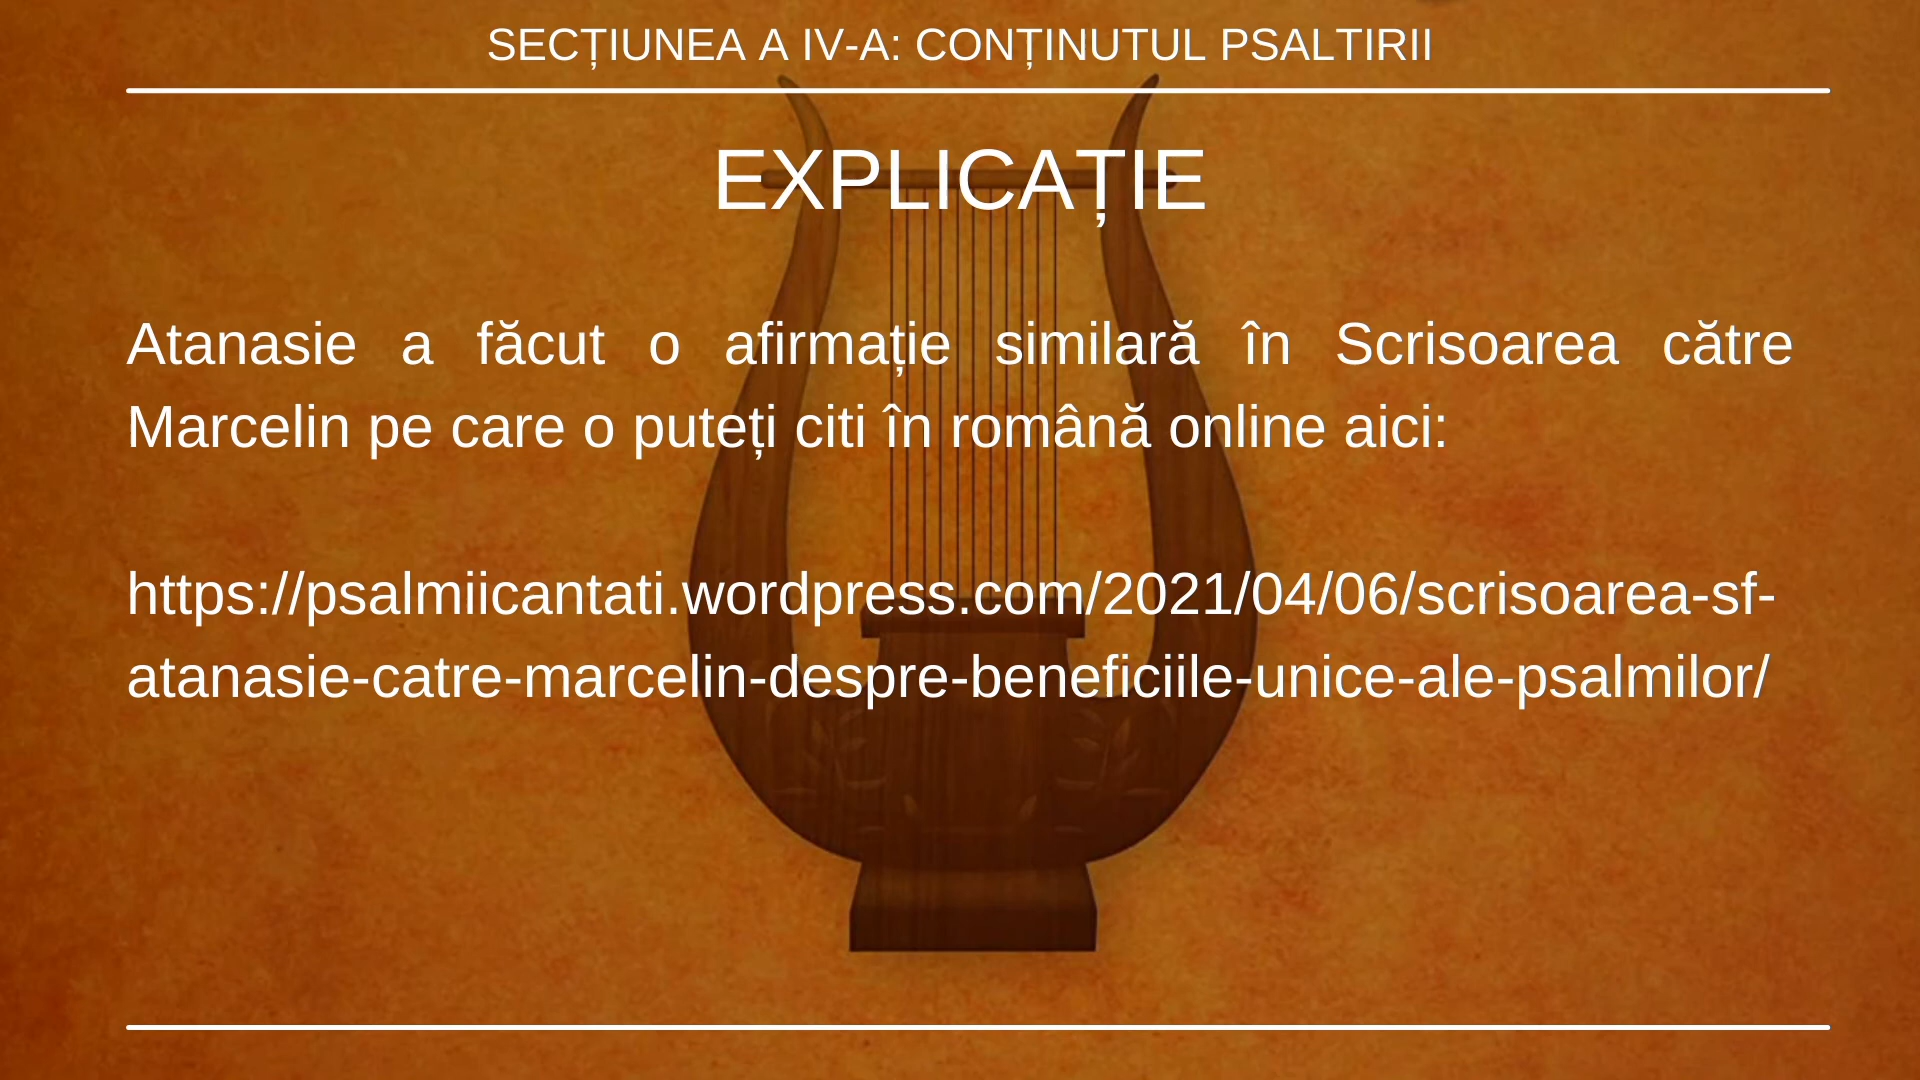 SECȚIUNEA A IV-A: CONȚINUTUL PSALTIRII
EXPLICAȚIE
Atanasie a făcut o afirmație similară în Scrisoarea către
Marcelin pe care o puteți citi în română online aici:
https://psalmiicantati.wordpress.com/2021/04/06/scrisoarea-sf-
atanasie-catre-marcelin-despre-beneficiile-unice-ale-psalmilor/